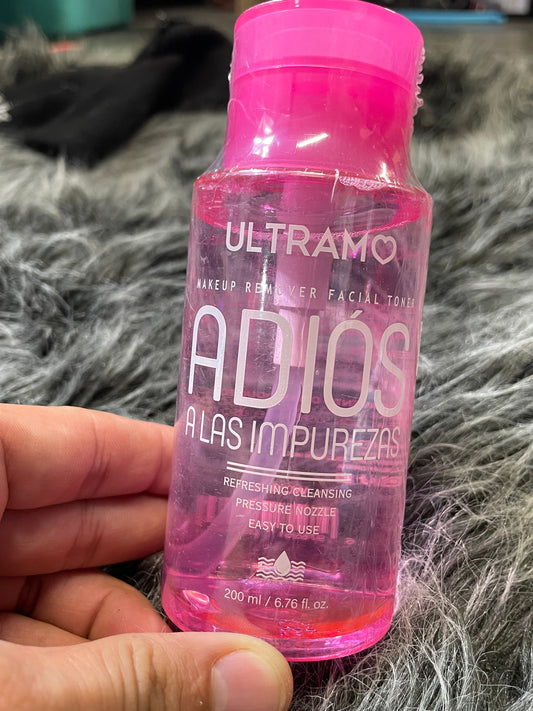 ULTRAMO
MAKEUP REMOVER FACIAL TONER
ADIÓS
A LAS IMPUREZAS
REFRESHING CLEANSING
PRESSURE NOZZLE
EASY TO USE
200 ml / 6.76 fl. oz.